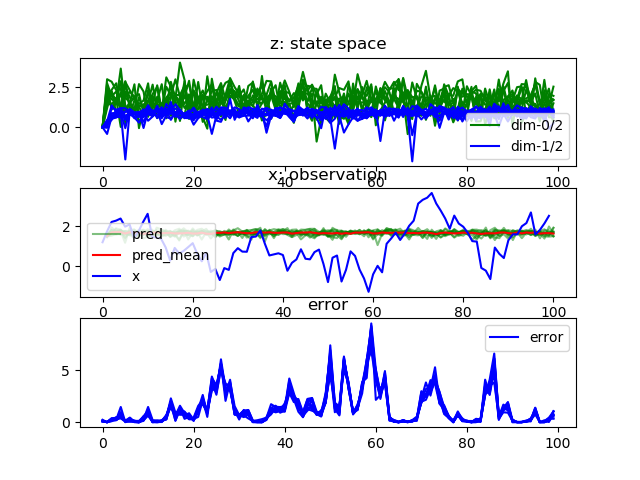 z: state space
2.5
0.0
dim-0/2
dim-1/2
0 20 40 60 80 100
x: observation
2
0
pred
pred_mean
x
0 20 40 60 80 100
error
5
0
error
0 20 40 60 80 100